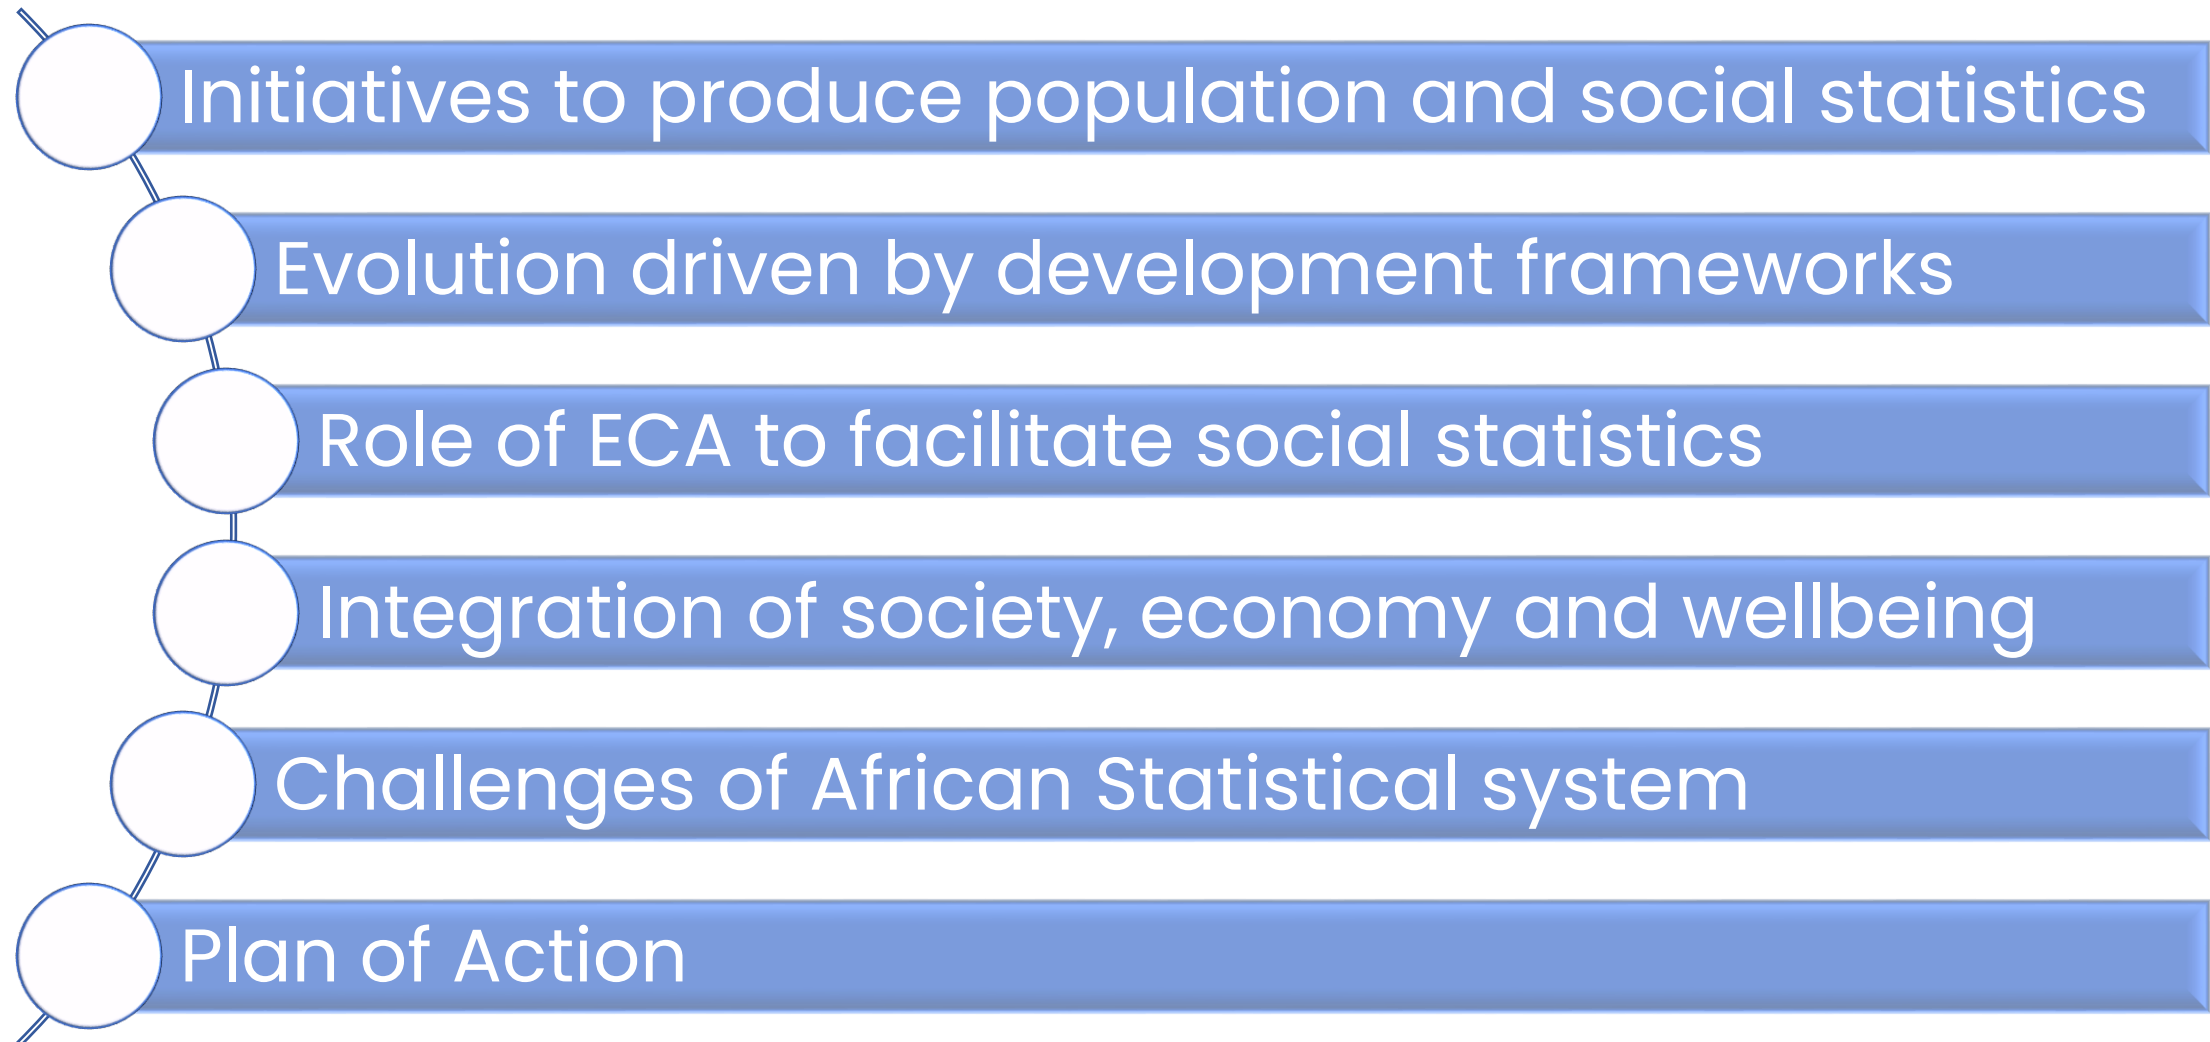 Initiatives to produce population and social statistics
Evolution driven by development frameworks
Role of ECA to facilitate social statistics
Integration of society, economy and wellbeing
Challenges of African Statistical system
Plan of Action